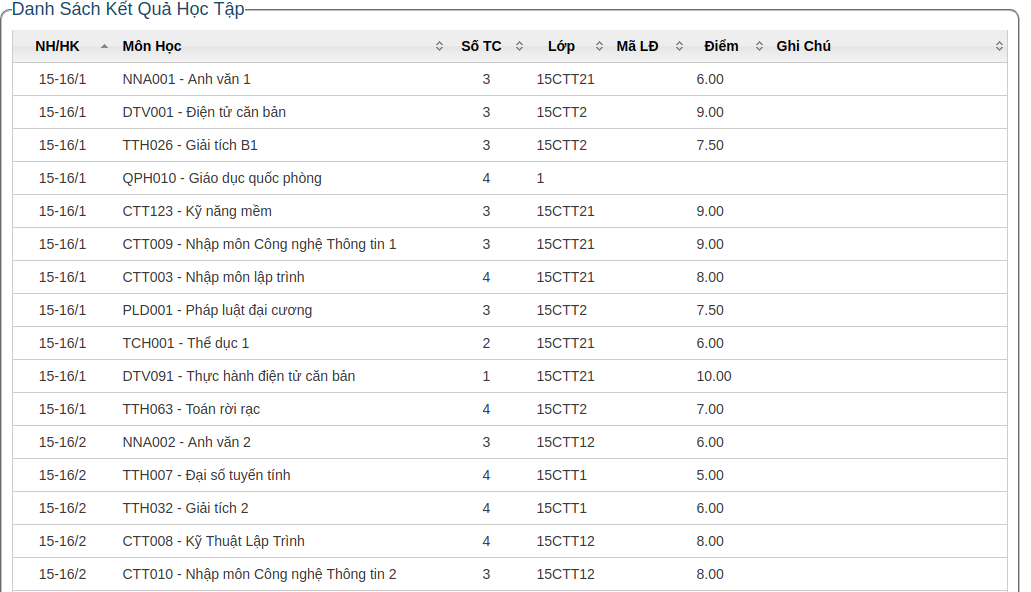 Danh Sách Kết Quả Học Tập
NH/HK Môn Học Số TC Lớp Mã LĐ Điểm Ghi Chú
15-16/1 NNA001 - Anh văn 1 3 15CTT21 6.00
15-16/1 DTV001 - Điện tử căn bản 3 15CTT2 9.00
15-16/1 TTH026 - Giải tích B1 3 15CTT2 7.50
15-16/1 QPH010 - Giáo dục quốc phòng 4 1
15-16/1 CTT123 - Kỹ năng mềm 3 15CTT21 9.00
15-16/1 CTT009 - Nhập môn Công nghệ Thông tin 1 3 15CTT21 9.00
15-16/1 CTT003 - Nhập môn lập trình 4 15CTT21 8.00
15-16/1 PLD001 - Pháp luật đại cương 3 15CTT2 7.50
15-16/1 TCH001 - Thể dục 1 2 15CTT21 6.00
15-16/1 DTV091 - Thực hành điện tử căn bản 1 15CTT21 10.00
15-16/1 TTH063 - Toán rời rạc 4 15CTT2 7.00
15-16/2 NNA002 - Anh văn 2 3 15CTT12 6.00
15-16/2 TTH007 - Đại số tuyến tính 4 15CTT1 5.00
15-16/2 TTH032 - Giải tích 2 4 15CTT1 6.00
15-16/2 CTT008 - Kỹ Thuật Lập Trình 4 15CTT12 8.00
15-16/2 CTT010 - Nhập môn Công nghệ Thông tin 2 3 15CTT12 8.00